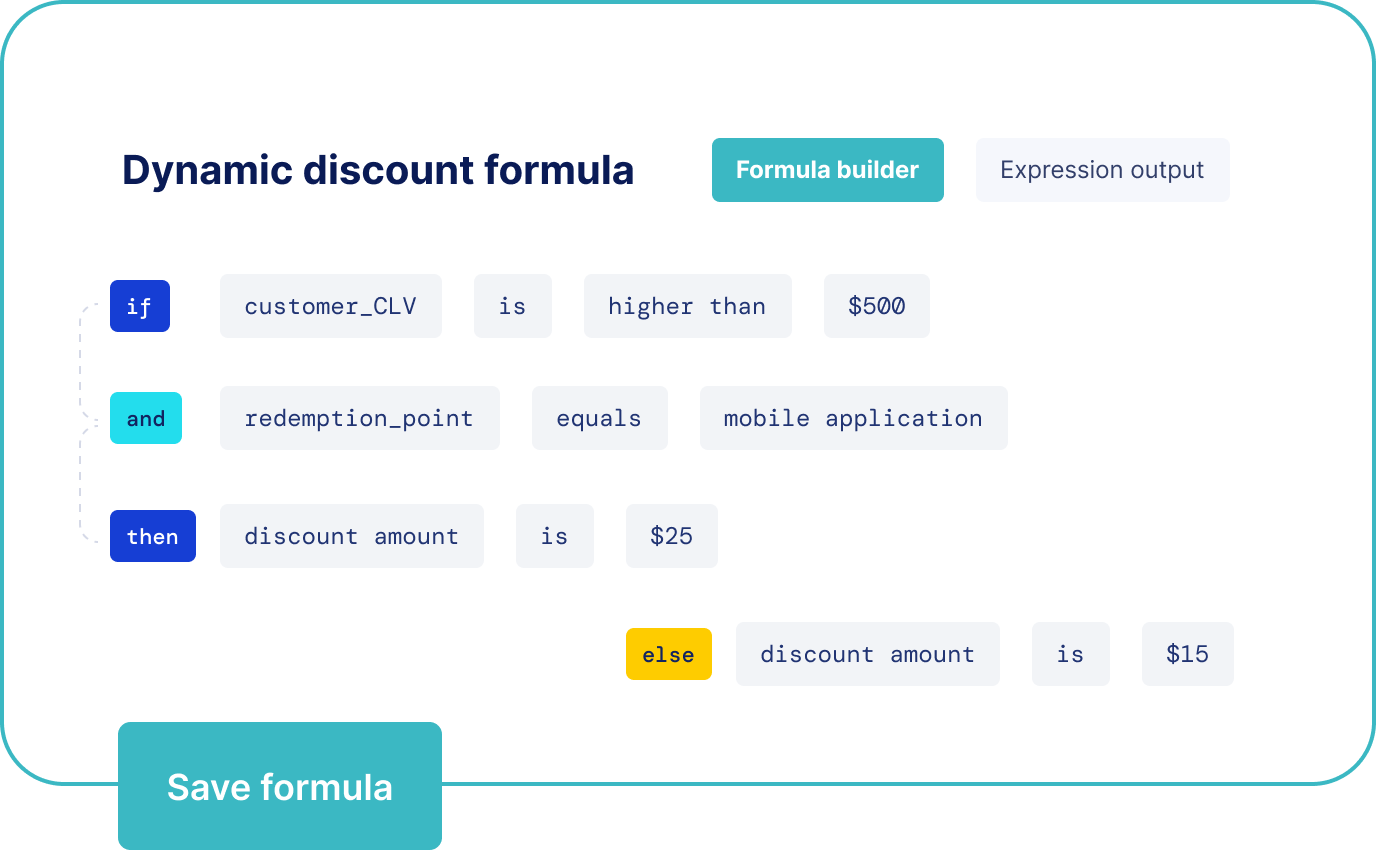 Dynamic discount formula Formula builder Expression output
if customer_CLV is higher than $500
and redemption_point equals mobile application
then discount amount is $25
else discount amount is $15
Save formula